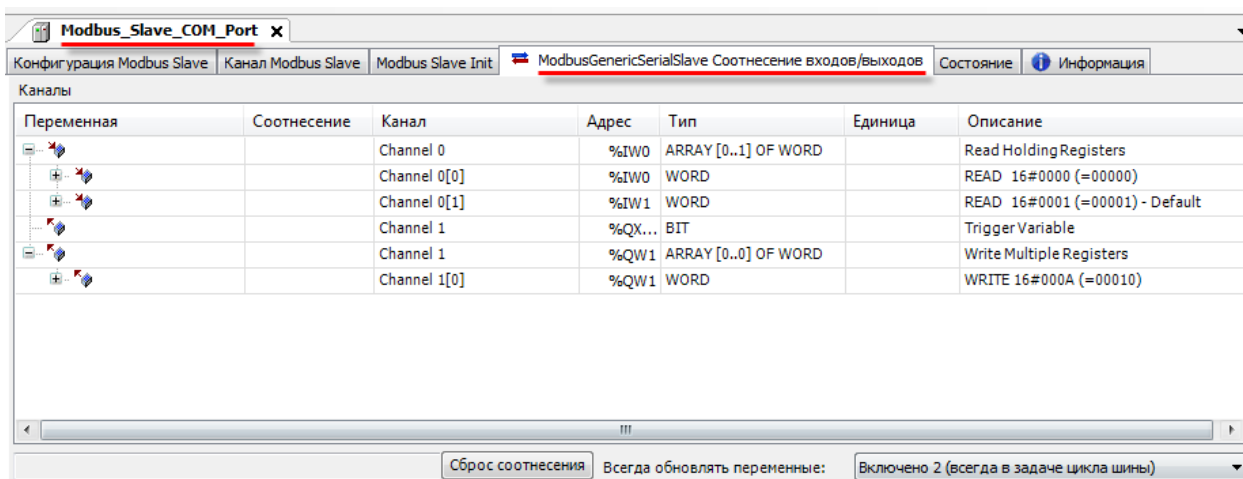 Modbus_Slave_COM_Port x
Конфигурация Modbus Slave Канал Modbus Slave Modbus Slave Init ModbusGenericSerialSlave Соотнесение входов/выходов Состояние Информация
Каналы
Переменная Соотнесение Канал Адрес Тип Единица Описание
Channel 0 %IW0 ARRAY [0..1] OF WORD Read Holding Registers
Channel 0[0] %IW0 WORD READ 16#0000 (=00000)
Channel 0[1] %IW1 WORD READ 16#0001 (=00001) - Default
Channel 1 %QX... BIT Trigger Variable
Channel 1 %QW1 ARRAY [0..0] OF WORD Write Multiple Registers
Channel 1[0] %QW1 WORD WRITE 16#000A (=00010)
Сброс соотнесения Всегда обновлять переменные: Включено 2 (всегда в задаче цикла шины)